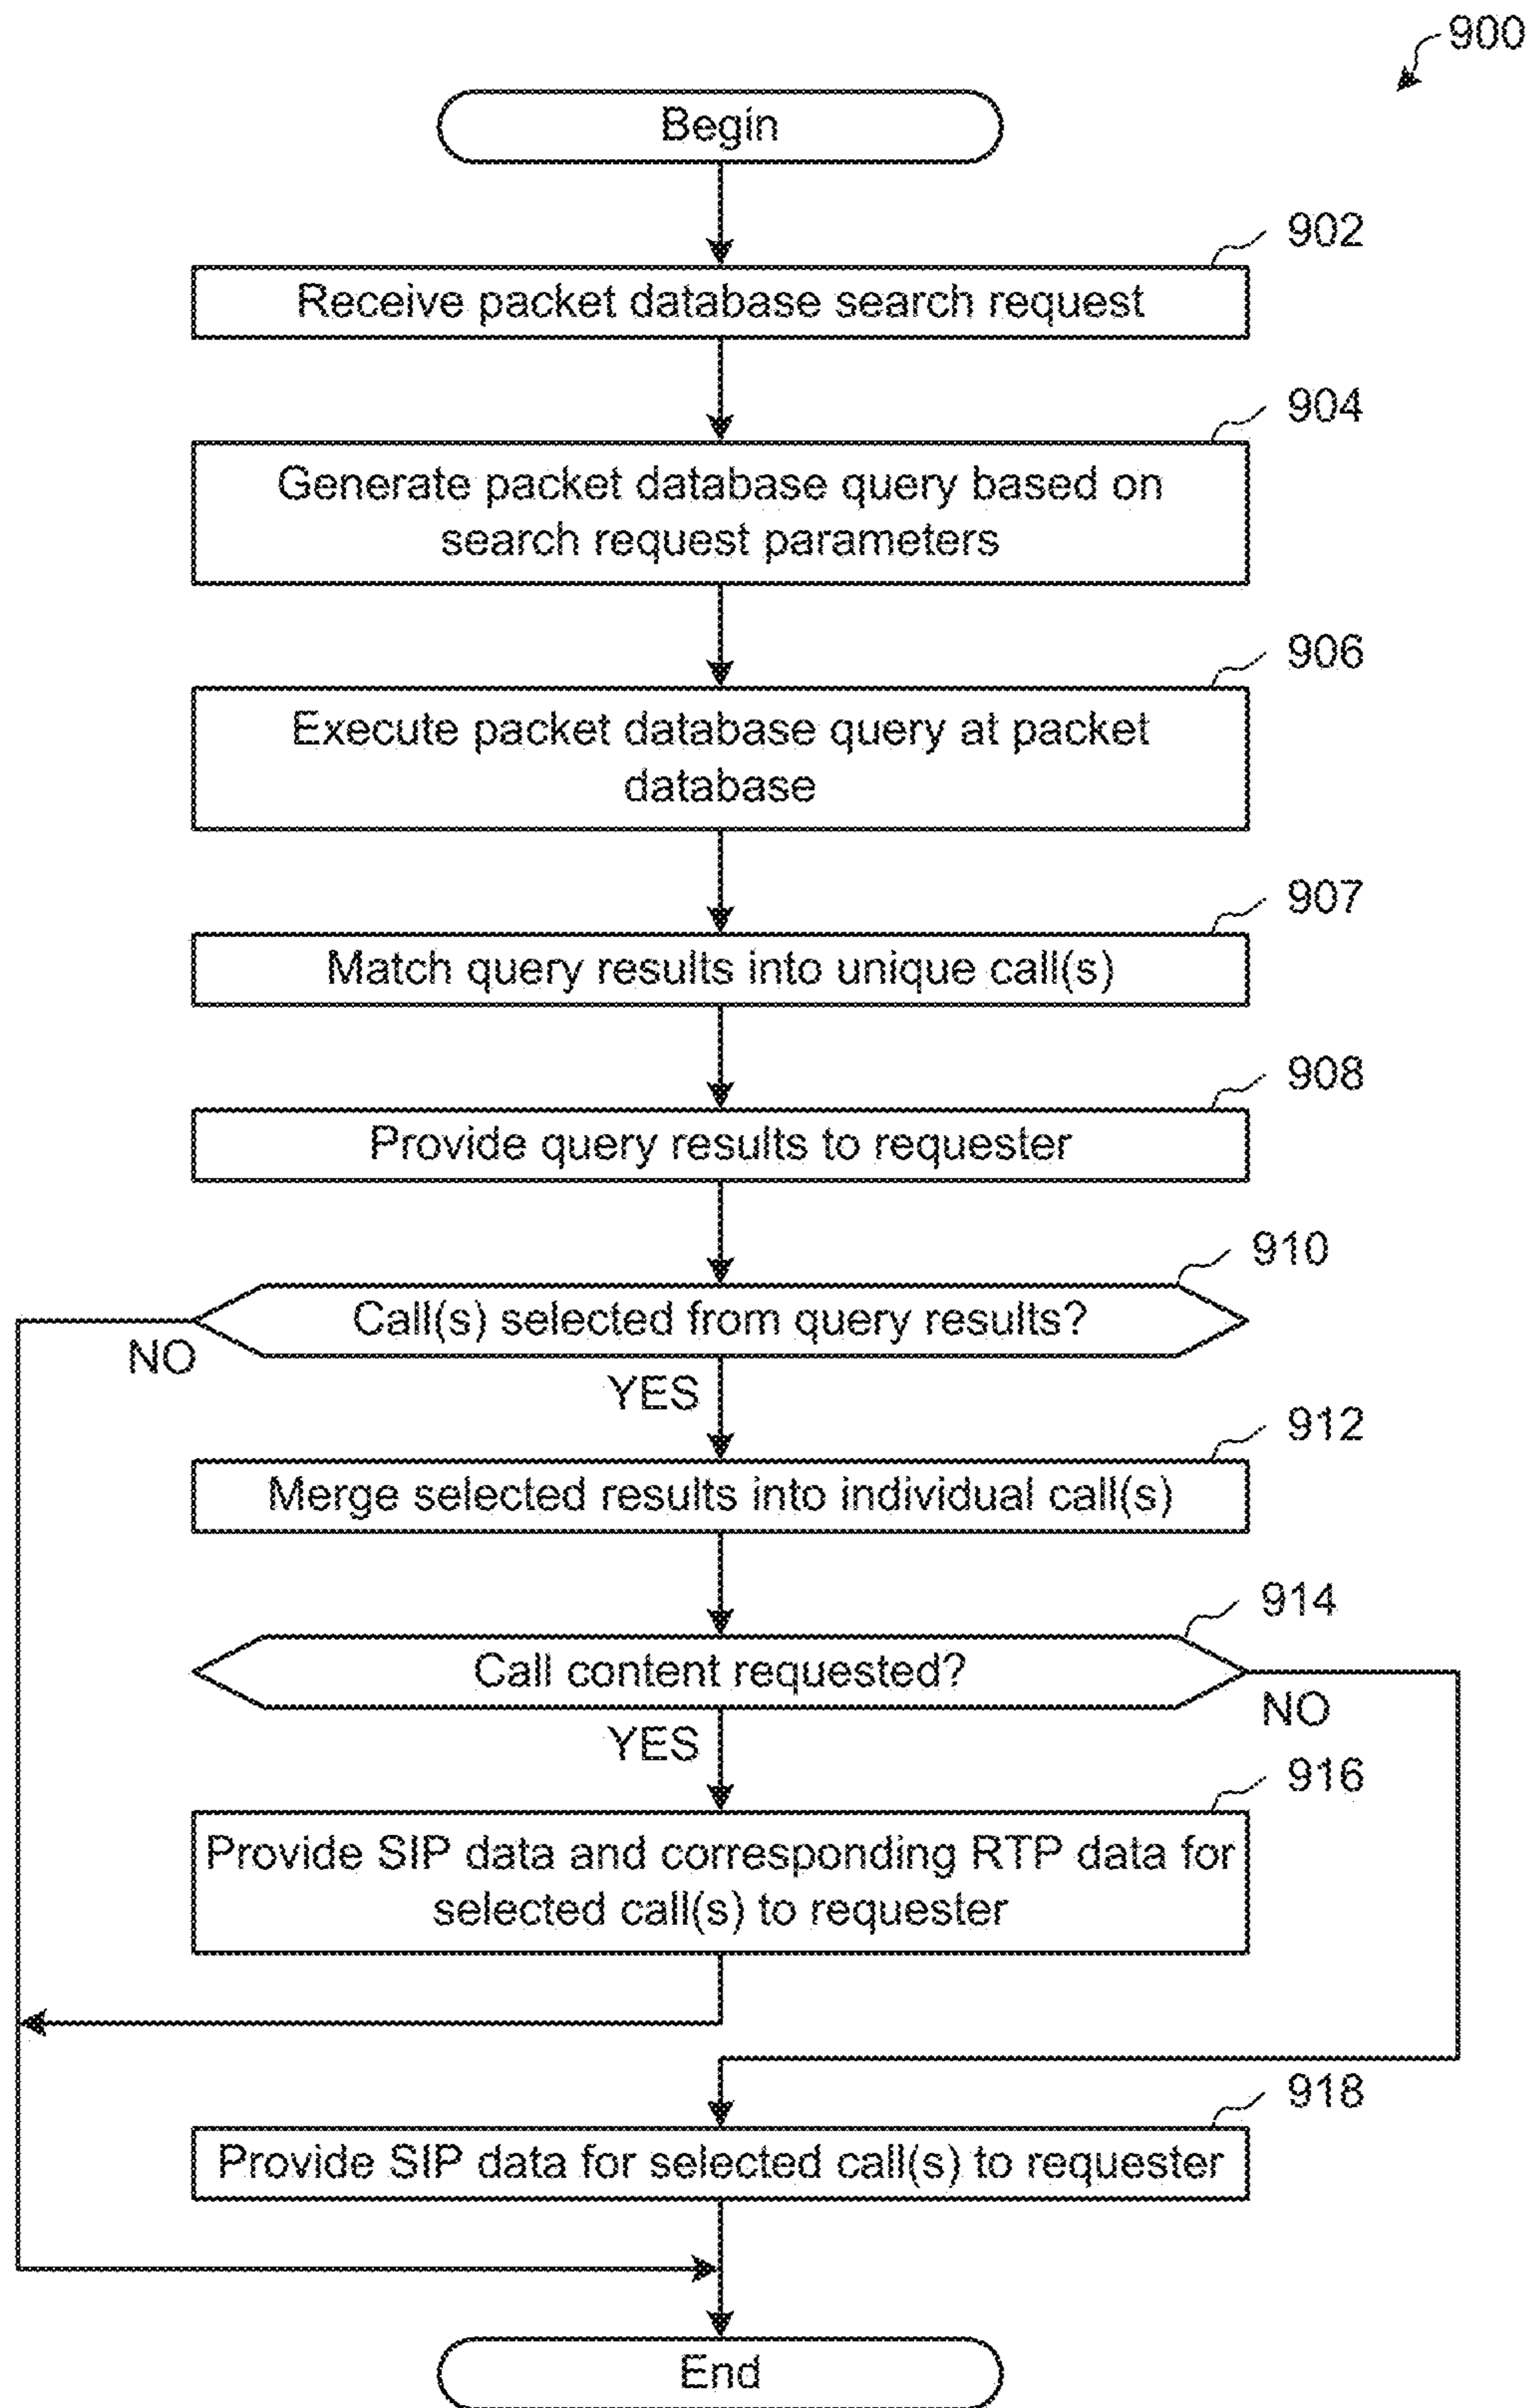 900
Begin
902
Receive packet database search request
904
Generate packet database query based on
search request parameters
906
Execute packet database query at packet
database
907
Match query results into unique call(s)
908
Provide query results to requester
910
Call(s) selected from query results?
NO
YES
912
Merge selected results into individual call(s)
914
Call content requested?
NO
YES
916
Provide SIP data and corresponding RTP data for
selected call(s) to requester
918
Provide SIP data for selected call(s) to requester
End